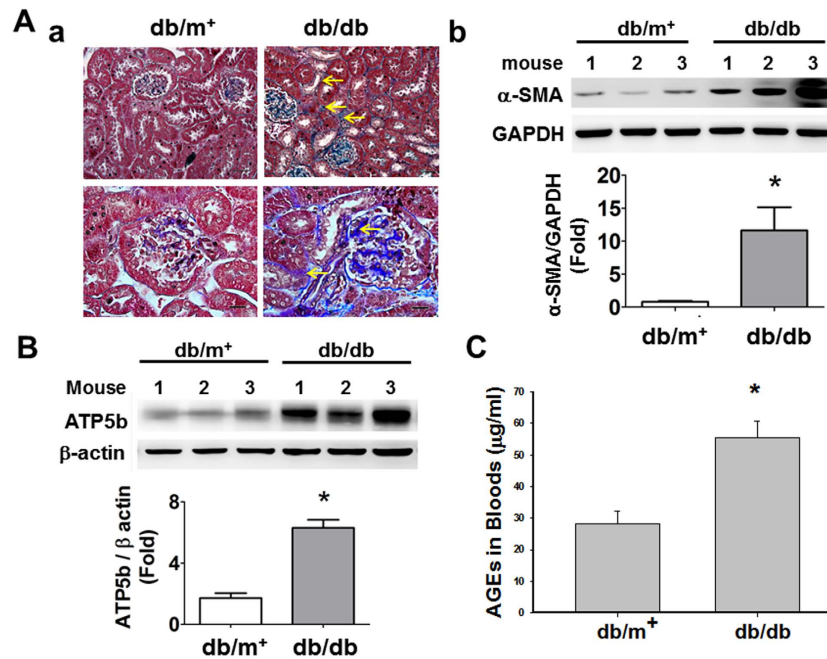 A
a
db/m+
db/db
b
db/m+ db/db
mouse 1 2 3 1 2 3
α-SMA
GAPDH
α-SMA/GAPDH
(Fold)
20
15
10
5
0
*
db/m+ db/db
B
db/m+ db/db
Mouse 1 2 3 1 2 3
ATP5b
β-actin
ATP5b / β actin
(Fold)
8
4
0
*
db/m+ db/db
C
AGEs in Bloods (µg/ml)
70
60
50
40
30
20
10
0
*
db/m+ db/db